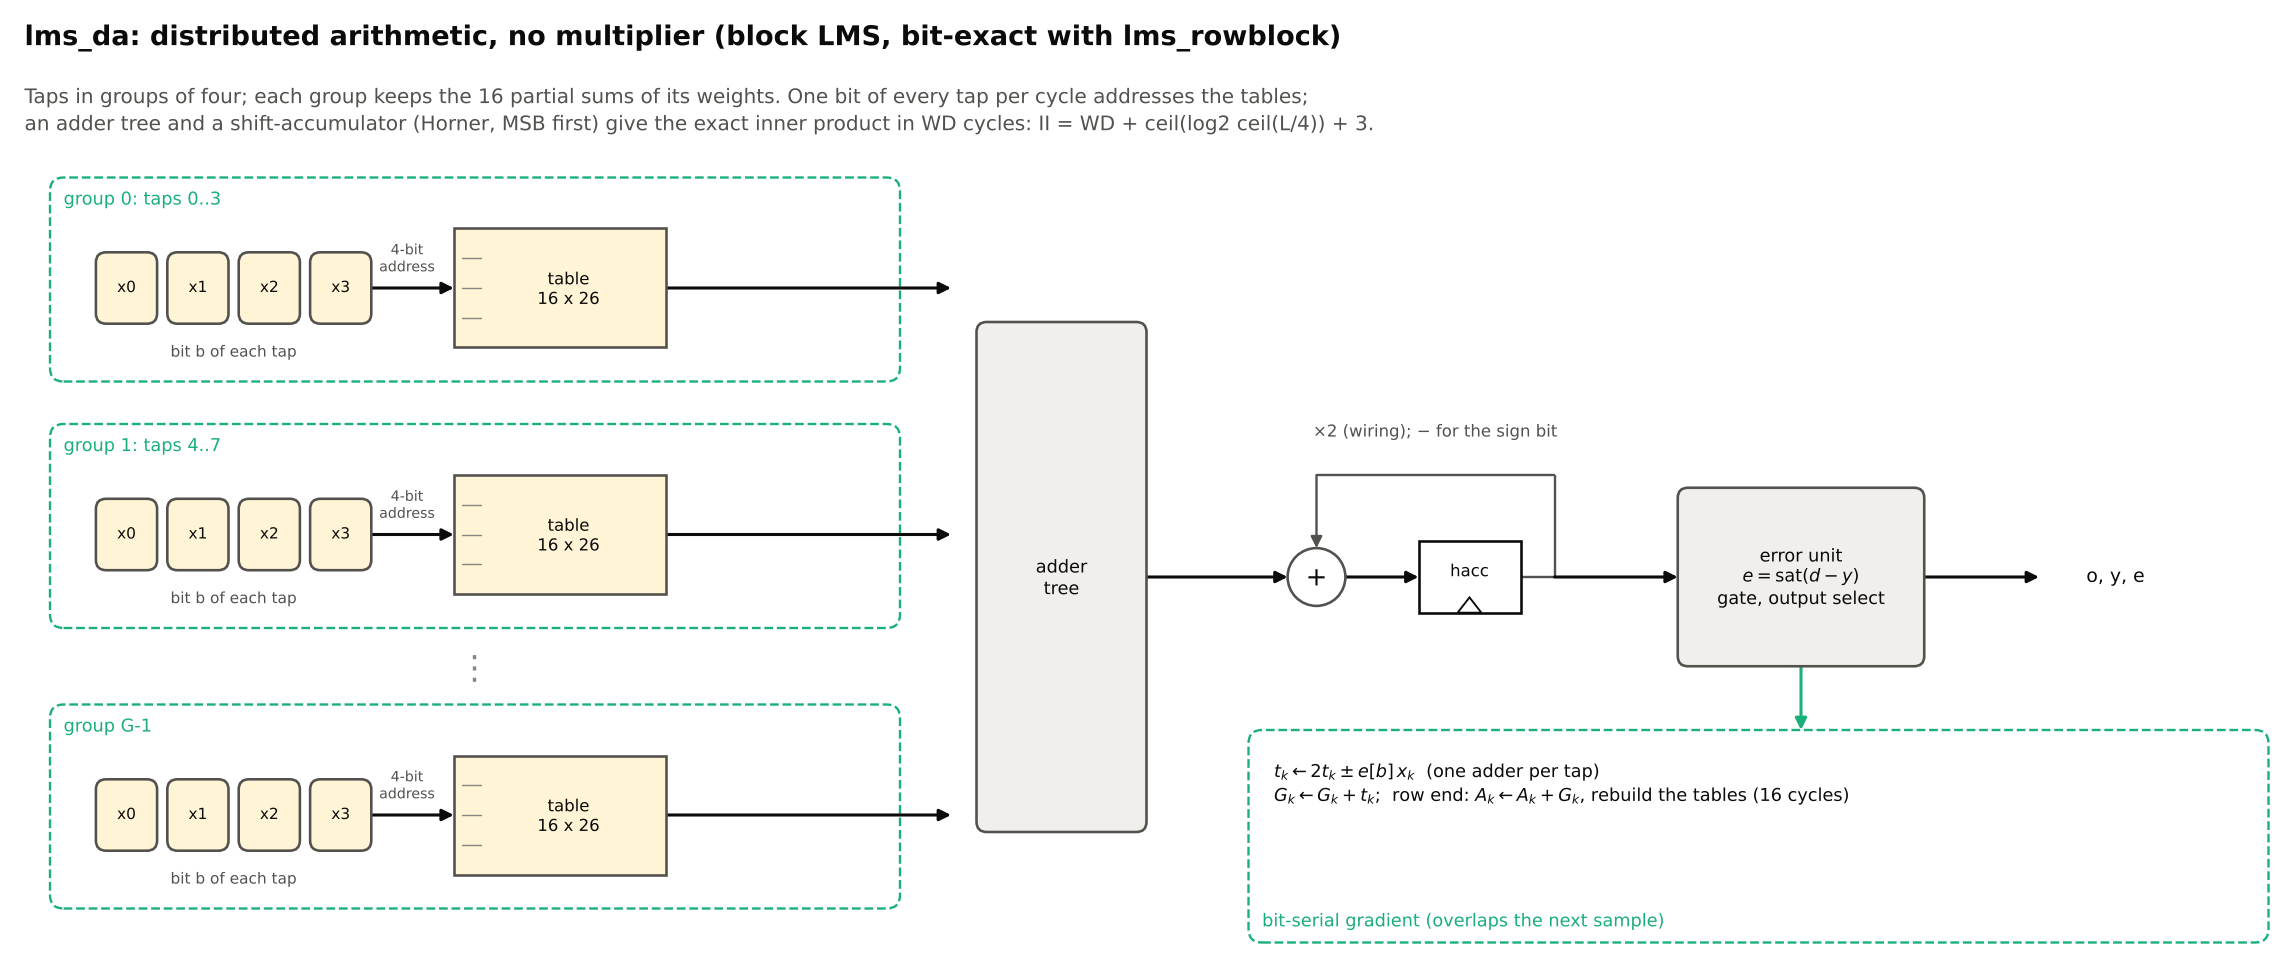 lms_da: distributed arithmetic, no multiplier (block LMS, bit-exact with lms_rowblock)
Taps in groups of four; each group keeps the 16 partial sums of its weights. One bit of every tap per cycle addresses the tables;
an adder tree and a shift-accumulator (Horner, MSB first) give the exact inner product in WD cycles: II = WD + ceil(log2 ceil(L/4)) + 3.
group 0: taps 0..3
x0
x1
x2
x3
4-bit
address
table
16 x 26
bit b of each tap
group 1: taps 4..7
x0
x1
x2
x3
4-bit
address
table
16 x 26
bit b of each tap
⋮
group G-1
x0
x1
x2
x3
4-bit
address
table
16 x 26
bit b of each tap
adder
tree
×2 (wiring); − for the sign bit
+
hacc
error unit
e = sat(d − y)
gate, output select
o, y, e
t_k ← 2t_k ± e[b] x_k (one adder per tap)
G_k ← G_k + t_k; row end: A_k ← A_k + G_k, rebuild the tables (16 cycles)
bit-serial gradient (overlaps the next sample)